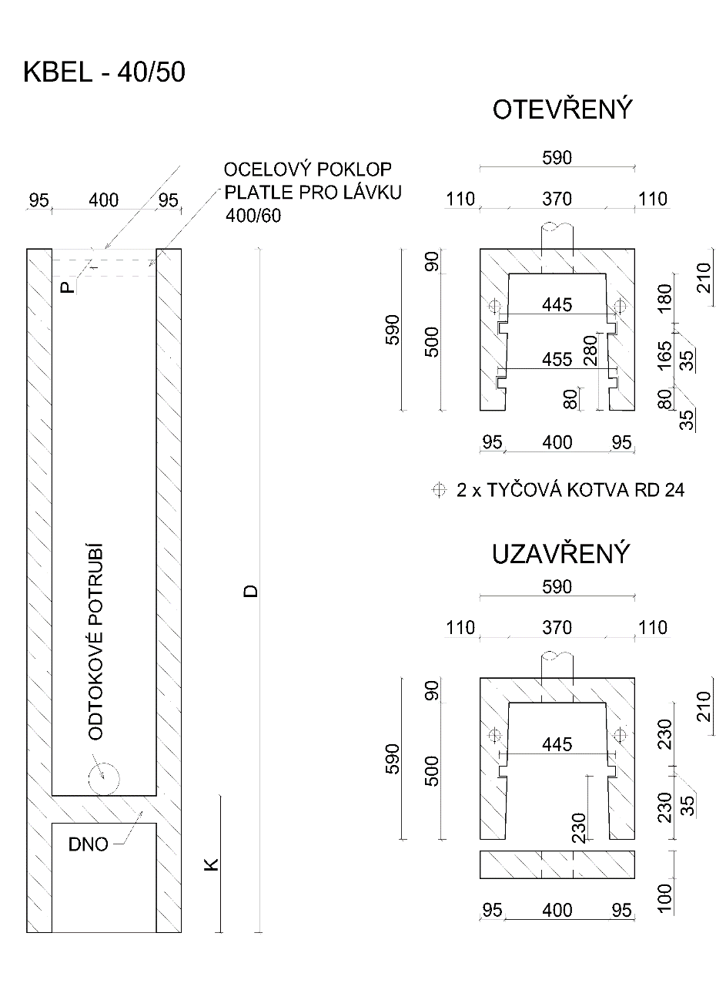 KBEL - 40/50
OCELOVÝ POKLOP
PLATLE PRO LÁVKU
400/60
95 400 95
P
D
ODTOKOVÉ POTRUBÍ
DNO
K
OTEVŘENÝ
590
110 370 110
90
210
180
445
590
500
280
165
35
455
80
80
35
95 400 95
2 x TYČOVÁ KOTVA RD 24
UZAVŘENÝ
590
110 370 110
90
210
230
445
590
500
230
35
230
100
95 400 95